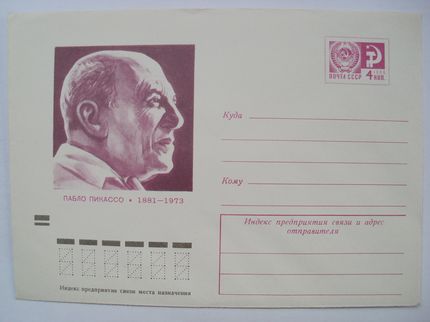 ПОЧТА СССР
4 КОП.
Куда
ПАБЛО ПИКАССО • 1881—1973
Кому
Индекс предприятия связи и адрес
отправителя
Индекс предприятия связи места назначения